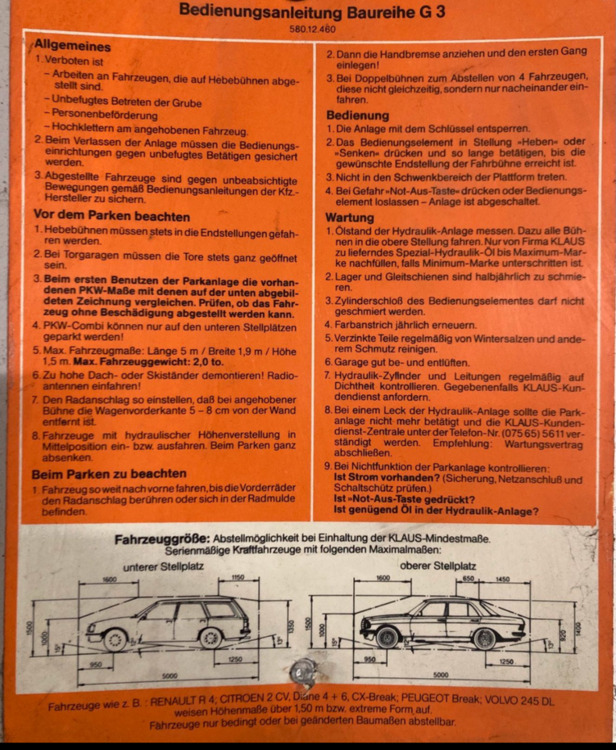 Bedienungsanleitung Baureihe G 3
580.12.460
Allgemeines
1. Verboten ist
– Arbeiten an Fahrzeugen, die auf Hebebühnen abge-
stellt sind.
– Unbefugtes Betreten der Grube
– Personenbeförderung
– Hochklettern am angehobenen Fahrzeug.
2. Beim Verlassen der Anlage müssen die Bedienungs-
einrichtungen gegen unbefugtes Betätigen gesichert
werden.
3. Abgestellte Fahrzeuge sind gegen unbeabsichtigte
Bewegungen gemäß Bedienungsanleitungen der Kfz.-
Hersteller zu sichern.
Vor dem Parken beachten
1. Hebebühnen müssen stets in die Endstellungen gefah-
ren werden.
2. Bei Torgaragen müssen die Tore stets ganz geöffnet
sein.
3. Beim ersten Benutzen der Parkanlage die vorhan-
denen PKW-Maße mit denen auf der unten abgebil-
deten Zeichnung vergleichen. Prüfen, ob das Fahr-
zeug ohne Beschädigung abgestellt werden kann.
4. PKW-Combi können nur auf den unteren Stellplätzen
geparkt werden!
5. Max. Fahrzeugmaße: Länge 5 m / Breite 1,9 m / Höhe
1,5 m. Max. Fahrzeuggewicht: 2,0 to.
6. Zu hohe Dach- oder Skiständer demontieren! Radio-
antennen einfahren!
7. Den Radanschlag so einstellen, daß bei angehobener
Bühne die Wagenvorderkante 5 – 8 cm von der Wand
entfernt ist.
8. Fahrzeuge mit hydraulischer Höhenverstellung in
Mittelposition ein- bzw. ausfahren. Beim Parken ganz
absenken.
Beim Parken zu beachten
1. Fahrzeug so weit nach vorne fahren, bis die Vorderräder
den Radanschlag berühren oder sich in der Radmulde
befinden.
2. Dann die Handbremse anziehen und den ersten Gang
einlegen!
3. Bei Doppelbühnen zum Abstellen von 4 Fahrzeugen,
diese nicht gleichzeitig, sondern nur nacheinander ein-
fahren.
Bedienung
1. Die Anlage mit dem Schlüssel entsperren.
2. Das Bedienungselement in Stellung »Heben« oder
»Senken« drücken und so lange betätigen, bis die
gewünschte Endstellung der Fahrbühne erreicht ist.
3. Nicht in den Schwenkbereich der Plattform treten.
4. Bei Gefahr »Not-Aus-Taste« drücken oder Bedienungs-
element loslassen – Anlage ist abgeschaltet.
Wartung
1. Ölstand der Hydraulik-Anlage messen. Dazu alle Büh-
nen in die obere Stellung fahren. Nur von Firma KLAUS
zu lieferndes Spezial-Hydraulik-Öl bis Maximum-Mar-
ke nachfüllen, falls Minimum-Marke unterschritten ist.
2. Lager und Gleitschienen sind halbjährlich zu schmie-
ren.
3. Zylinderschloß des Bedienungselementes darf nicht
geschmiert werden.
4. Farbanstrich jährlich erneuern.
5. Verzinkte Teile regelmäßig von Wintersalzen und ande-
rem Schmutz reinigen.
6. Garage gut be- und entlüften.
7. Hydraulik-Zylinder und Leitungen regelmäßig auf
Dichtheit kontrollieren. Gegebenenfalls KLAUS-Kun-
dendienst anfordern.
8. Bei einem Leck der Hydraulik-Anlage sollte die Park-
anlage nicht mehr betätigt und die KLAUS-Kunden-
dienst-Zentrale unter der Telefon-Nr. (075 65) 56 11 ver-
ständigt werden. Empfehlung: Wartungsvertrag
abschließen.
9. Bei Nichtfunktion der Parkanlage kontrollieren:
Ist Strom vorhanden? (Sicherung, Netzanschluß und
Schaltschütz prüfen.)
Ist »Not-Aus-Taste gedrückt?
Ist genügend Öl in der Hydraulik-Anlage?
Fahrzeuggröße: Abstellmöglichkeit bei Einhaltung der KLAUS-Mindestmaße.
Serienmäßige Kraftfahrzeuge mit folgenden Maximalmaßen:
unterer Stellplatz
oberer Stellplatz
1600 1150
1500 1000 1350
950 1250
5000
1600 650 1450
1500 1000 820 1400
950 1250
5000
Fahrzeuge wie z. B.: RENAULT R 4; CITROEN 2 CV, Diane 4 + 6, CX-Break; PEUGEOT Break; VOLVO 245 DL
weisen Höhenmaße über 1,50 m bzw. extreme Form auf.
Fahrzeuge nur bedingt oder bei geänderten Baumaßen abstellbar.